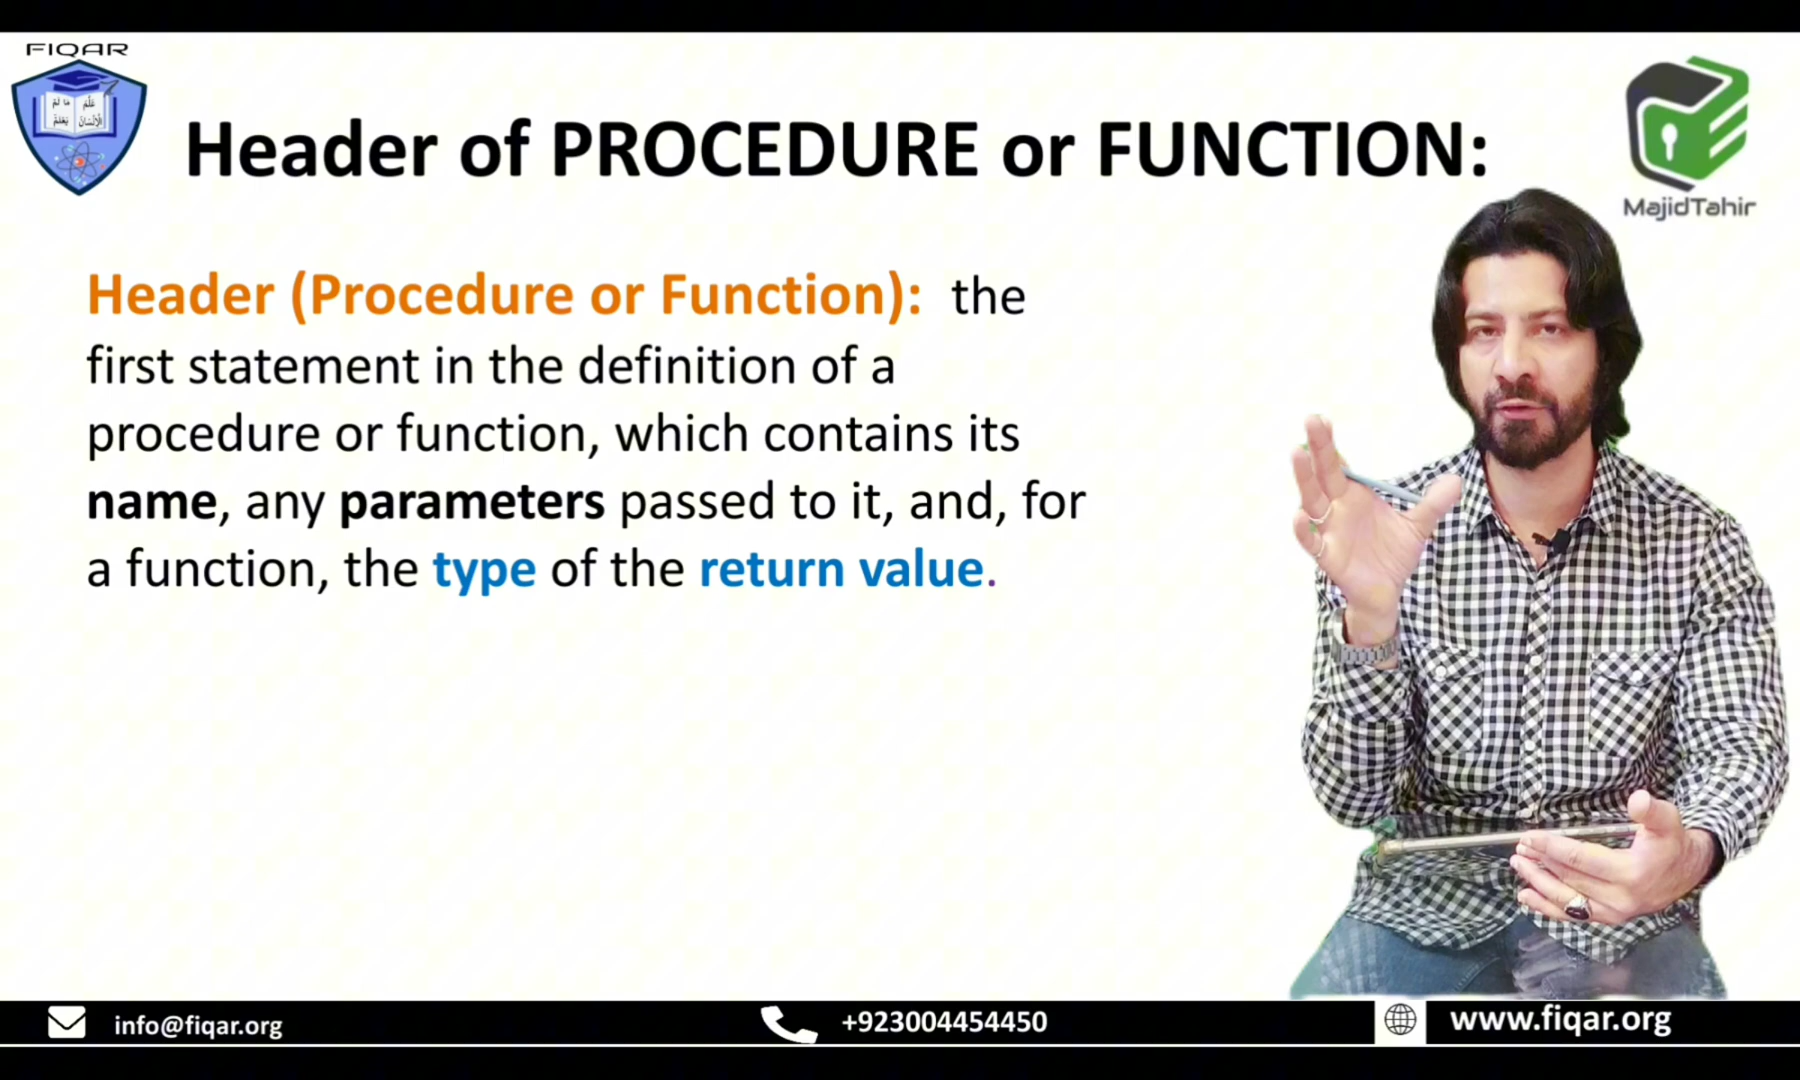 FIQAR
عَلَّمَ
الْاِنْسَانَ
مَا لَمْ
يَعْلَمْ
MajidTahir
Header of PROCEDURE or FUNCTION:
Header (Procedure or Function): the
first statement in the definition of a
procedure or function, which contains its
name, any parameters passed to it, and, for
a function, the type of the return value.
info@fiqar.org
+923004454450
www.fiqar.org